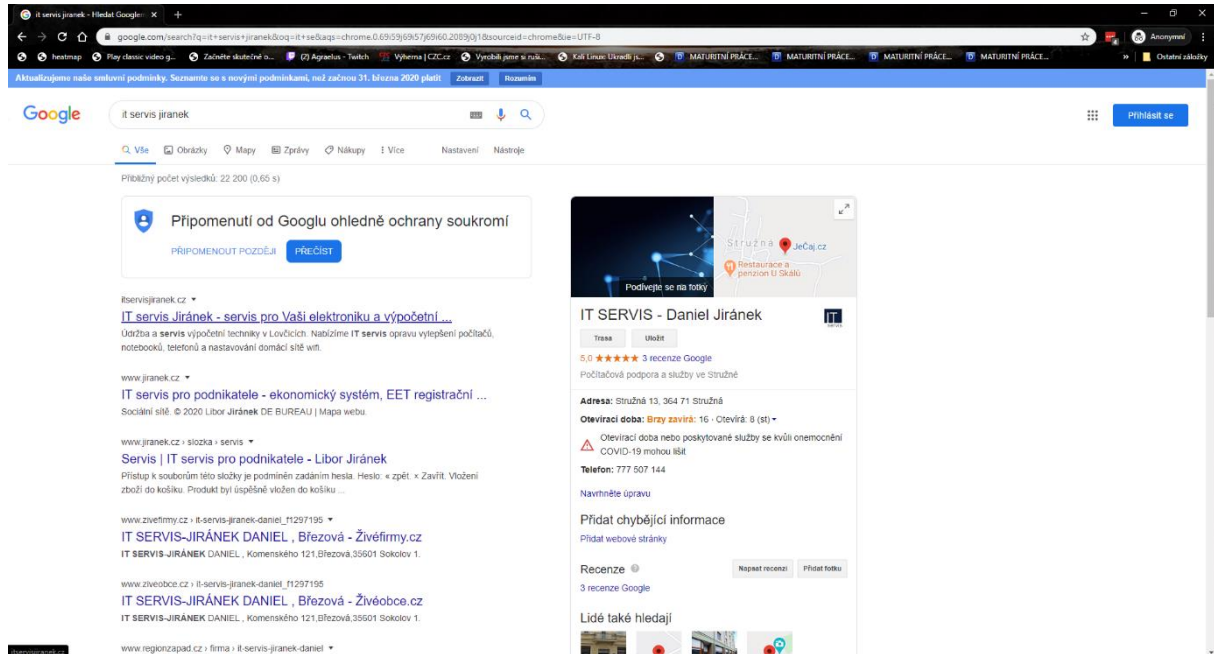 it servis jiranek - Hledat Googlem
google.com/search?q=it+servis+jiranek&oq=it+se&aqs=chrome.0.69i59j69i57j69i60.2089j0j1&sourceid=chrome&ie=UTF-8
Anonymní
heatmap Play classic video g... Začněte skutečně o... (2) Agraelus - Twitch Výherna | CZC.cz Vyrobili jsme si ruš... Kali Linux: Ukradli js... MATURITNÍ PRÁCE... MATURITNÍ PRÁCE... MATURITNÍ PRÁCE... MATURITNÍ PRÁCE... » Ostatní záložky
Aktualizujeme naše smluvní podmínky. Seznamte se s novými podmínkami, než začnou 31. března 2020 platit Zobrazit Rozumím
Google
it servis jiranek
Přihlásit se
Vše Obrázky Mapy Zprávy Nákupy Více Nastavení Nástroje
Přibližný počet výsledků: 22 200 (0,65 s)
Připomenutí od Googlu ohledně ochrany soukromí
PŘIPOMENOUT POZDĚJI PŘEČÍST
itservisjiranek.cz
IT servis Jiránek - servis pro Vaši elektroniku a výpočetní ...
Údržba a servis výpočetní techniky v Lovčicích. Nabízíme IT servis opravu vylepšení počítačů,
notebooků, telefonů a nastavování domácí sítě wifi.
www.jiranek.cz
IT servis pro podnikatele - ekonomický systém, EET registrační ...
Sociální sítě. © 2020 Libor Jiránek DE BUREAU | Mapa webu.
www.jiranek.cz › slozka › servis
Servis | IT servis pro podnikatele - Libor Jiránek
Přístup k souborům této složky je podmíněn zadáním hesla. Heslo: « zpět. × Zavřít. Vložení
zboží do košíku. Produkt byl úspěšně vložen do košíku ...
www.zivefirmy.cz › it-servis-jiranek-daniel_f1297195
IT SERVIS-JIRÁNEK DANIEL , Březová - Živéfirmy.cz
IT SERVIS-JIRÁNEK DANIEL , Komenského 121,Březová,35601 Sokolov 1.
www.ziveobce.cz › it-servis-jiranek-daniel_f1297195
IT SERVIS-JIRÁNEK DANIEL , Březová - Živéobce.cz
IT SERVIS-JIRÁNEK DANIEL , Komenského 121,Březová,35601 Sokolov 1.
www.regionzapad.cz › firma › it-servis-jiranek-daniel
itservisjiranek.cz
Stružná
JeČaj.cz
Restaurace a
penzion U Skálů
Podívejte se na fotky
IT SERVIS - Daniel Jiránek
IT
Trasa Uložit
5,0 ★★★★★ 3 recenze Google
Počítačová podpora a služby ve Stružné
Adresa: Stružná 13, 364 71 Stružná
Otevírací doba: Brzy zavírá: 16 · Otevírá: 8 (st)
Otevírací doba nebo poskytované služby se kvůli onemocnění
COVID-19 mohou lišit
Telefon: 777 507 144
Navrhněte úpravu
Přidat chybějící informace
Přidat webové stránky
Recenze
Napsat recenzi Přidat fotku
3 recenze Google
Lidé také hledají